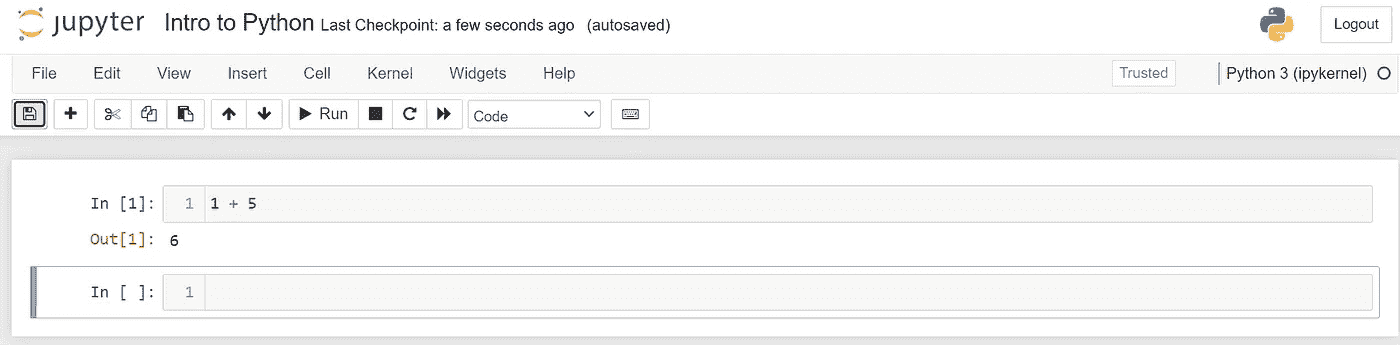 jupyter Intro to Python Last Checkpoint: a few seconds ago (autosaved) Logout
File Edit View Insert Cell Kernel Widgets Help Trusted Python 3 (ipykernel)
Run Code
In [1]: 1 1 + 5
Out[1]: 6
In [ ]: 1